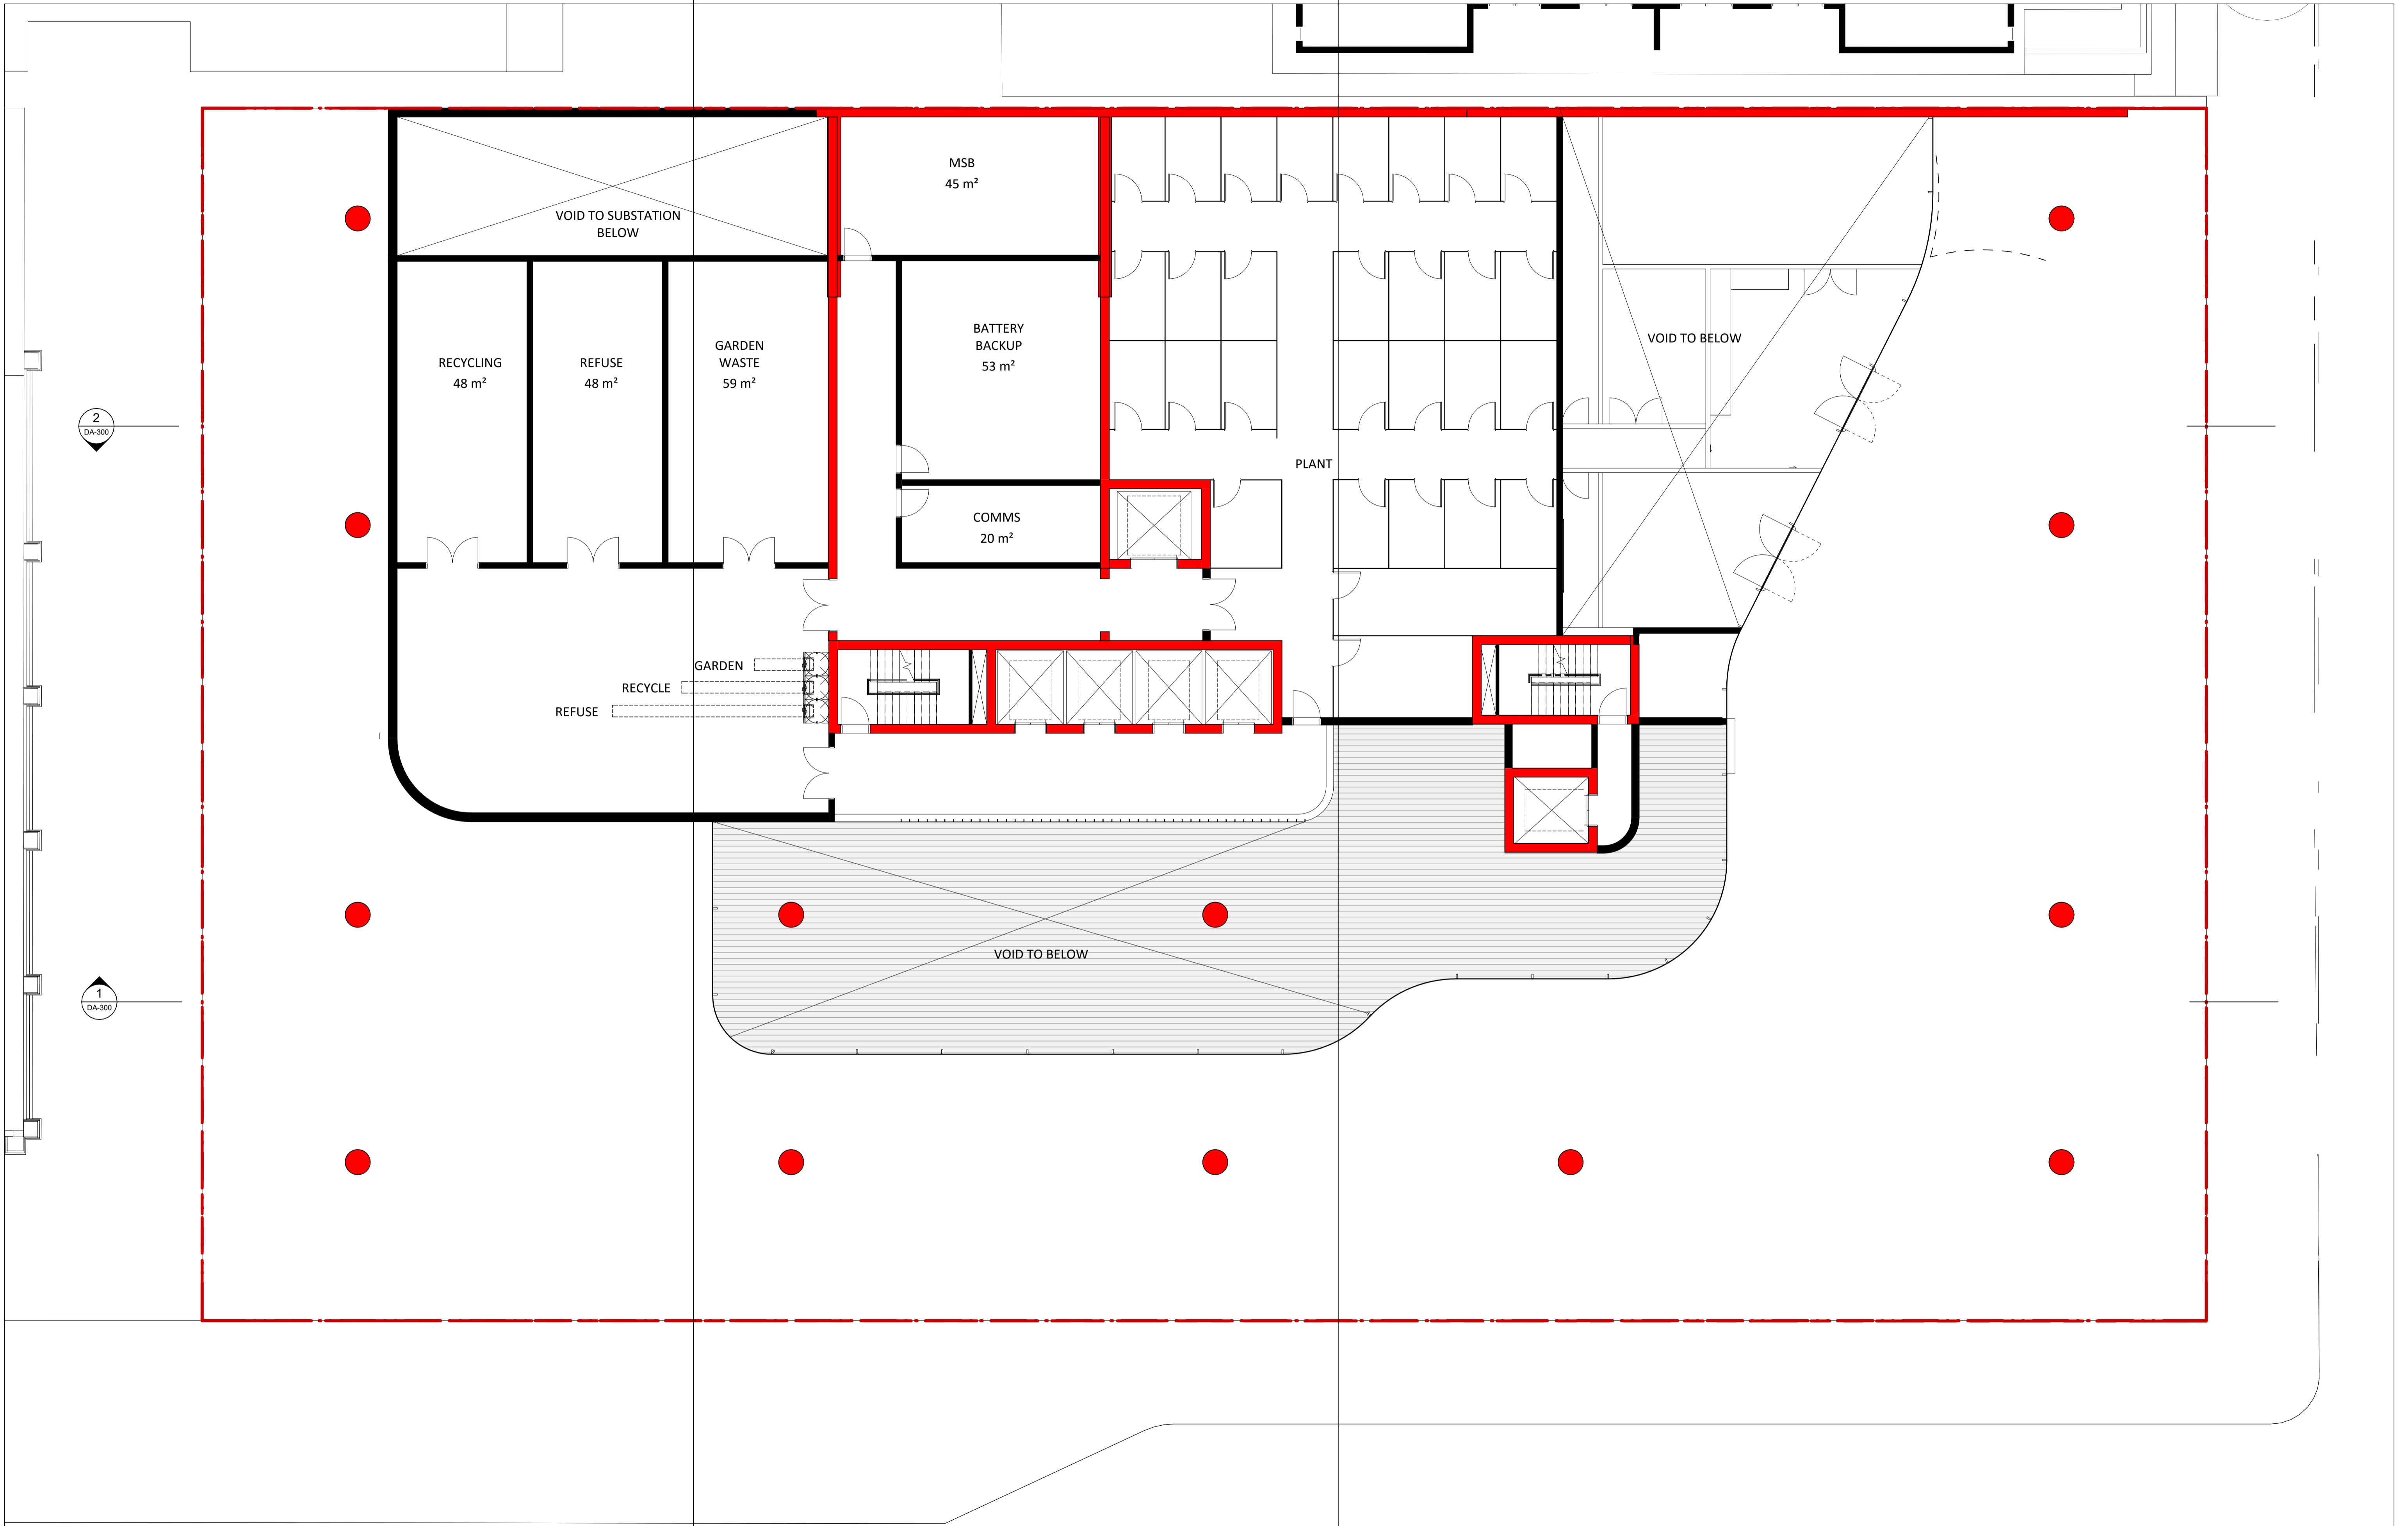 MSB
45 m²
VOID TO SUBSTATION
BELOW
BATTERY
BACKUP
53 m²
VOID TO BELOW
RECYCLING
48 m²
REFUSE
48 m²
GARDEN
WASTE
59 m²
2
DA-300
PLANT
COMMS
20 m²
GARDEN
RECYCLE
REFUSE
VOID TO BELOW
1
DA-300